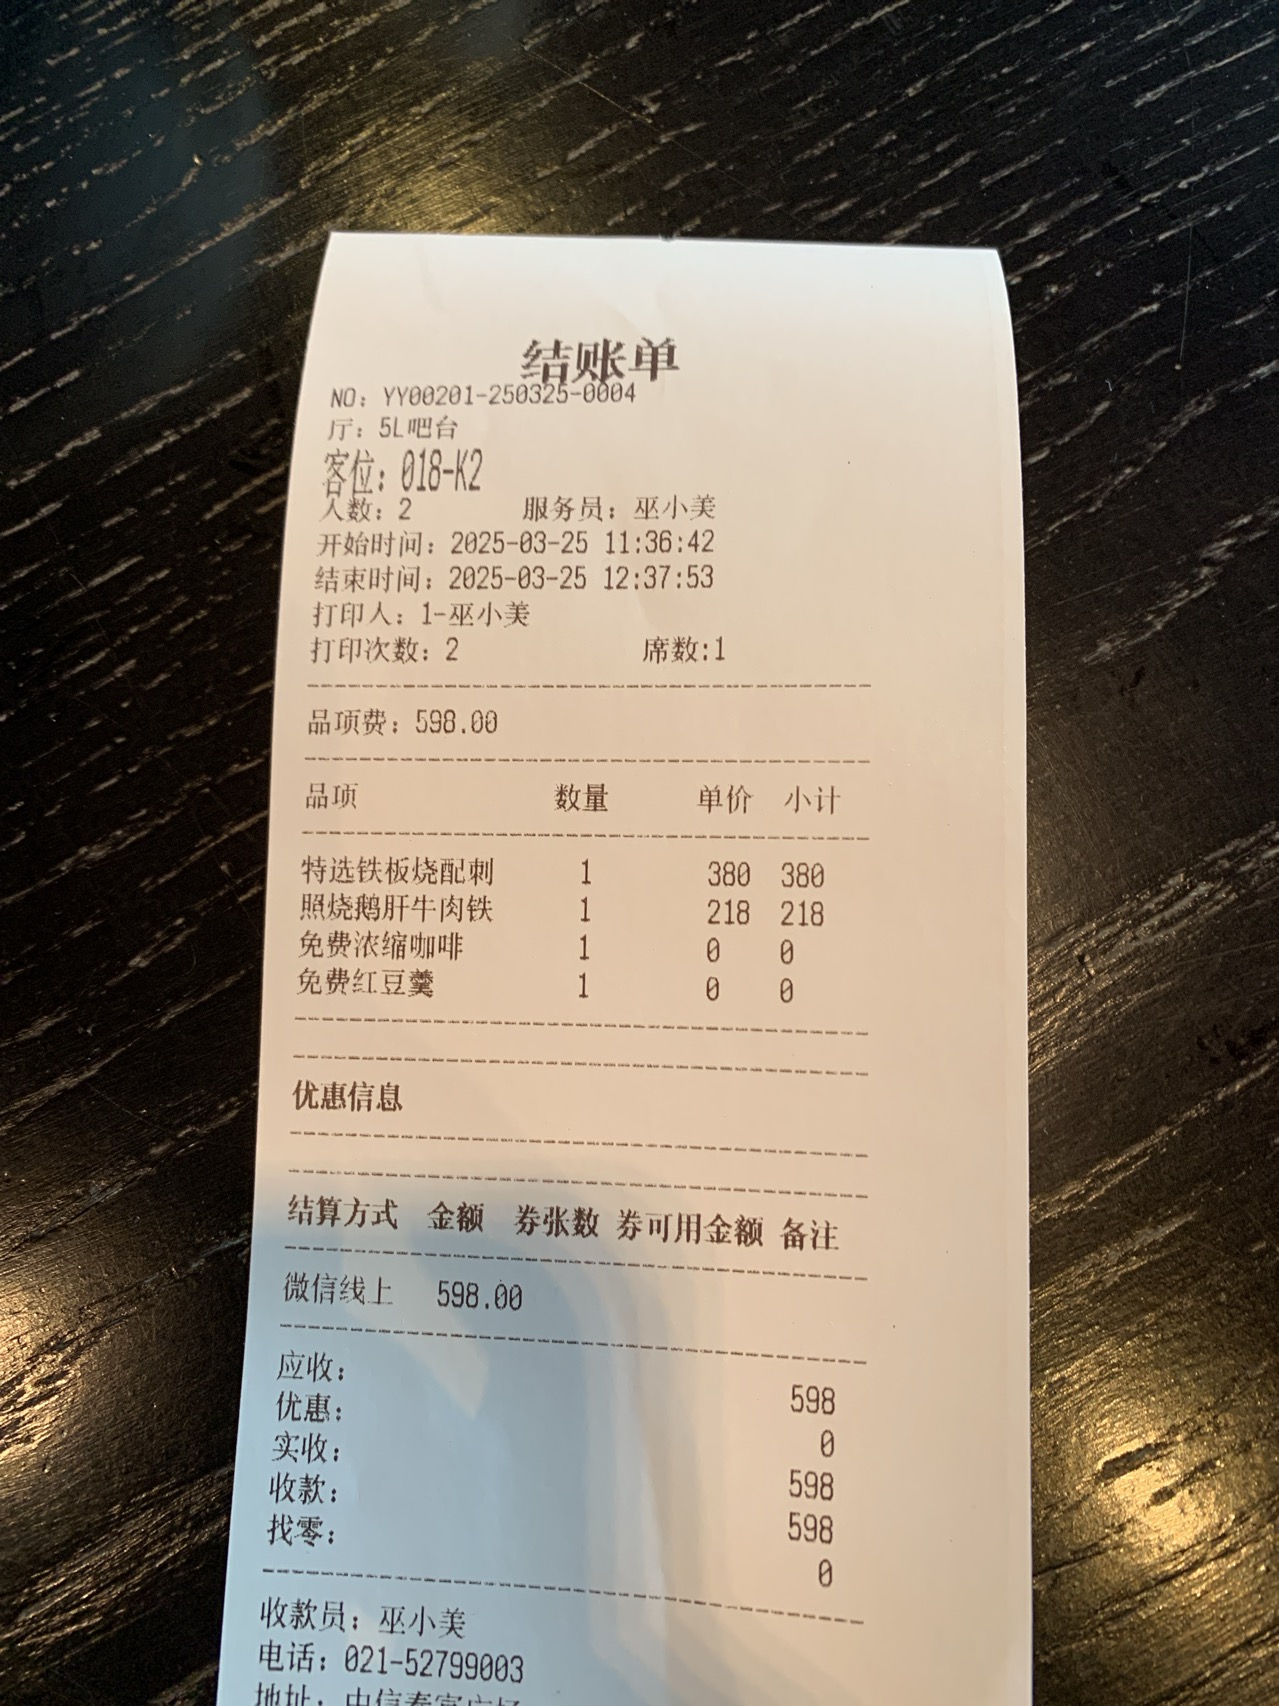 结账单
NO: YY00201-250325-0004
厅: 5L吧台
客位: 018-K2
人数: 2 服务员: 巫小美
开始时间: 2025-03-25 11:36:42
结束时间: 2025-03-25 12:37:53
打印人: 1-巫小美
打印次数: 2 席数:1
品项费: 598.00
品项 数量 单价 小计
特选铁板烧配刺 1 380 380
照烧鹅肝牛肉铁 1 218 218
免费浓缩咖啡 1 0 0
免费红豆羹 1 0 0
优惠信息
结算方式 金额 券张数 券可用金额 备注
微信线上 598.00
应收: 598
优惠: 0
实收: 598
收款: 598
找零: 0
收款员: 巫小美
电话: 021-52799003
地址: 中信泰富广场